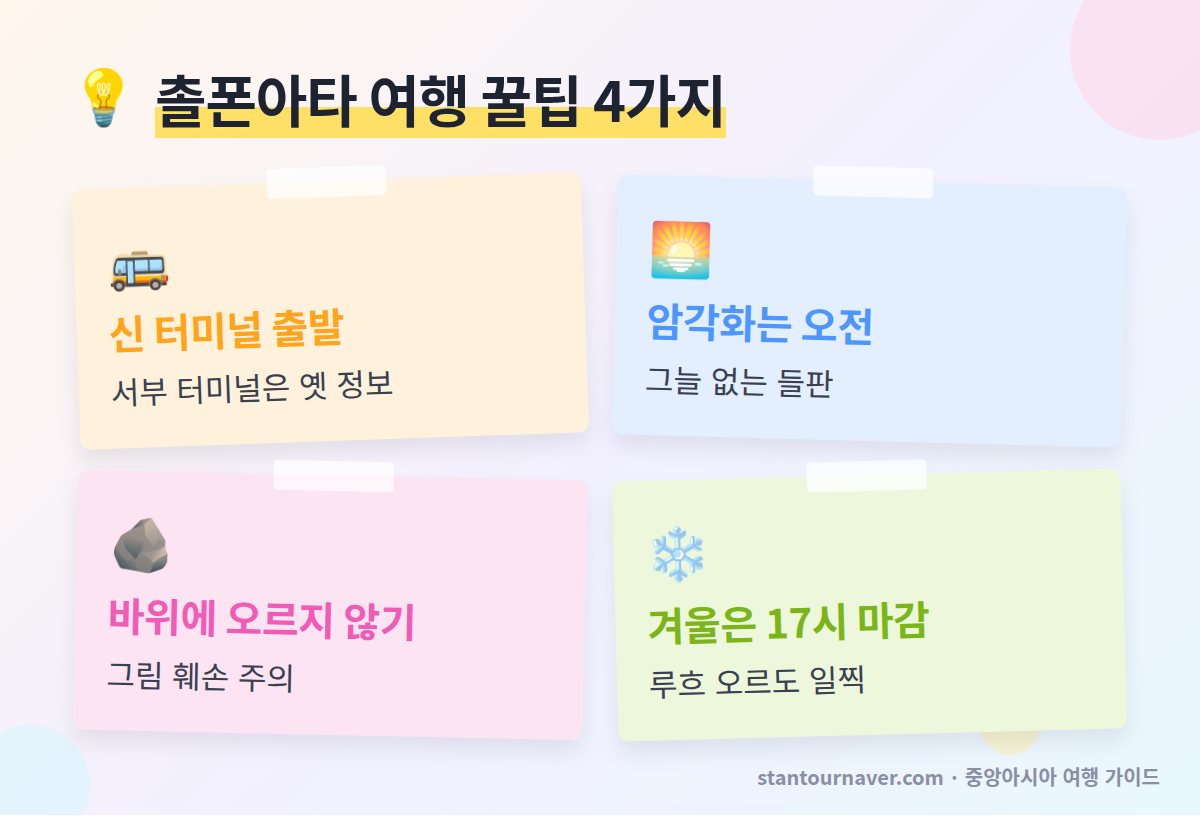 촐폰아타 여행 꿀팁 4가지
신 터미널 출발
서부 터미널은 옛 정보
암각화는 오전
그늘 없는 들판
바위에 오르지 않기
그림 훼손 주의
겨울은 17시 마감
루흐 오르도 일찍
stantournaver.com · 중앙아시아 여행 가이드